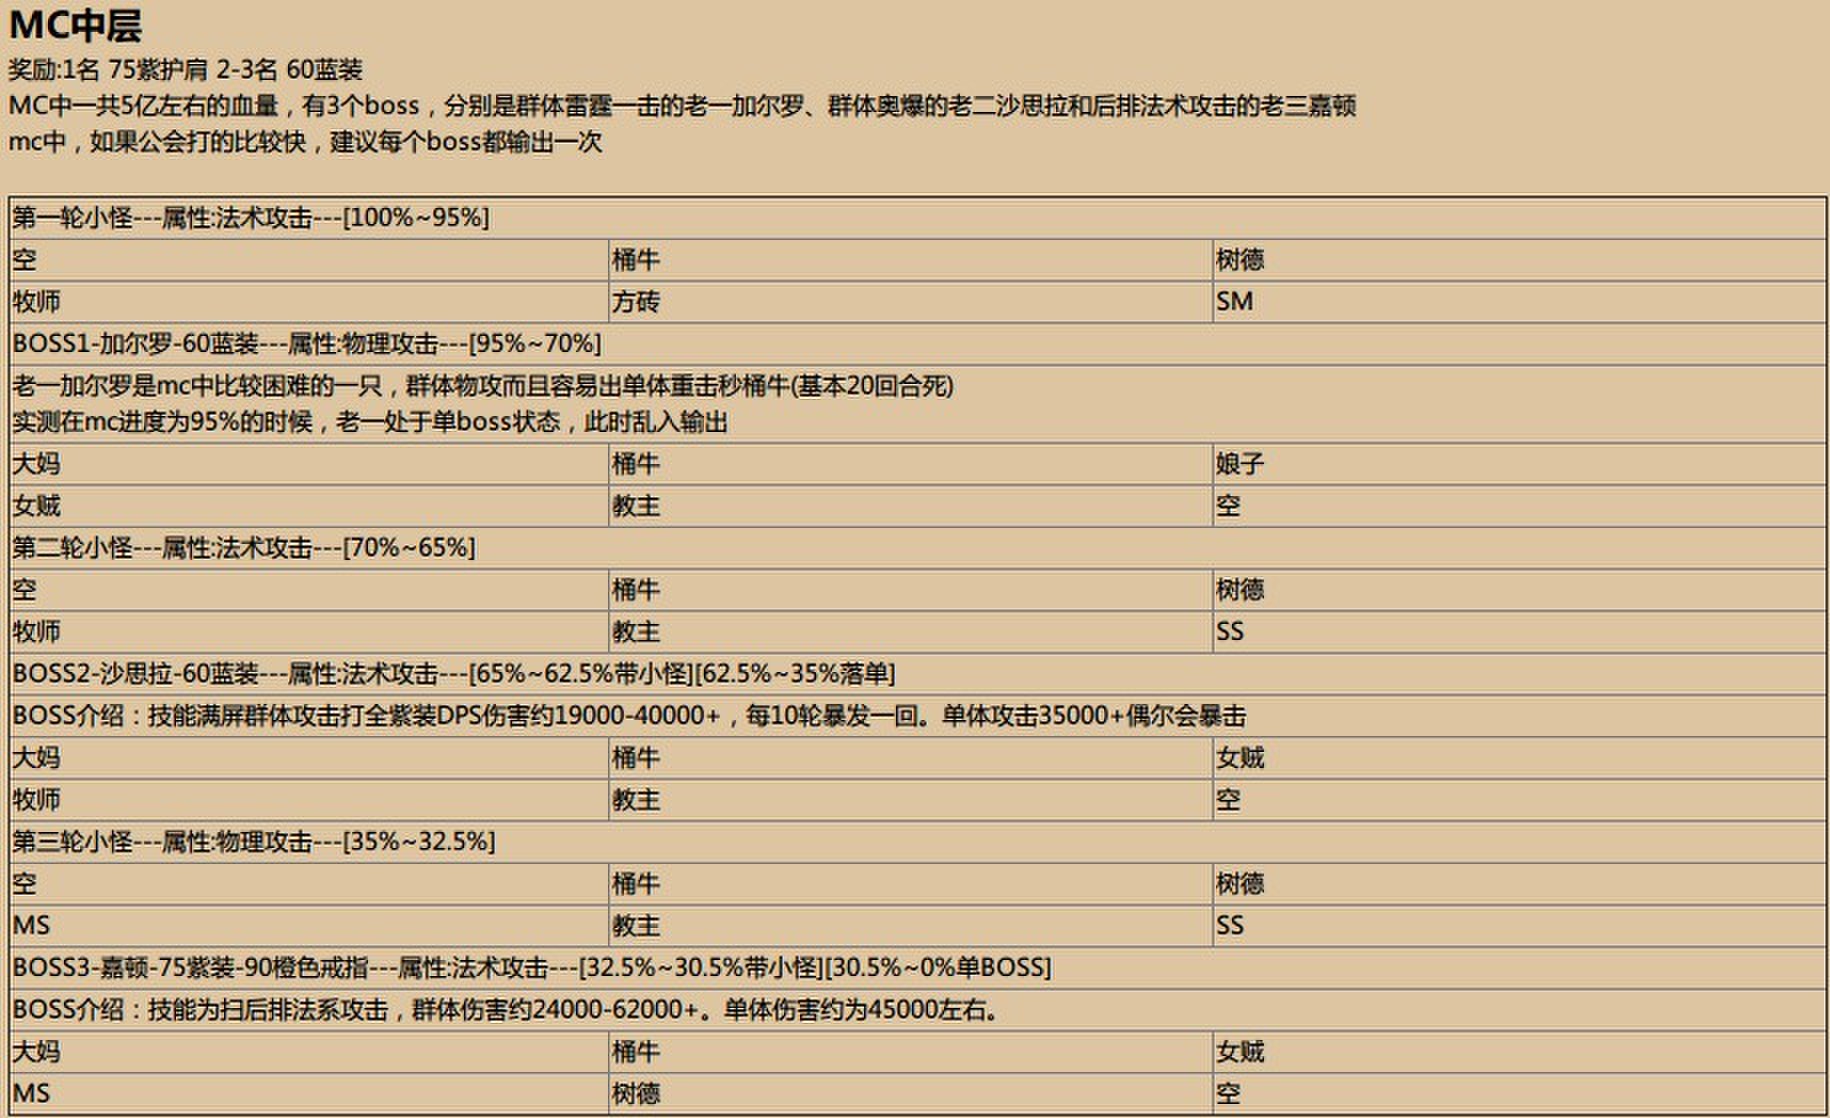 MC中层
奖励:1名 75紫护肩 2-3名 60蓝装
MC中一共5亿左右的血量，有3个boss，分别是群体雷霆一击的老一加尔罗、群体奥爆的老二沙思拉和后排法术攻击的老三嘉顿
mc中，如果公会打的比较快，建议每个boss都输出一次
第一轮小怪---属性:法术攻击---[100%~95%]
空 桶牛 树德
牧师 方砖 SM
BOSS1-加尔罗-60蓝装---属性:物理攻击---[95%~70%]
老一加尔罗是mc中比较困难的一只，群体物攻而且容易出单体重击秒桶牛(基本20回合死)
实测在mc进度为95%的时候，老一处于单boss状态，此时乱入输出
大妈 桶牛 娘子
女贼 教主 空
第二轮小怪---属性:法术攻击---[70%~65%]
空 桶牛 树德
牧师 教主 SS
BOSS2-沙思拉-60蓝装---属性:法术攻击---[65%~62.5%带小怪][62.5%~35%落单]
BOSS介绍：技能满屏群体攻击打全紫装DPS伤害约19000-40000+，每10轮暴发一回。单体攻击35000+偶尔会暴击
大妈 桶牛 女贼
牧师 教主 空
第三轮小怪---属性:物理攻击---[35%~32.5%]
空 桶牛 树德
MS 教主 SS
BOSS3-嘉顿-75紫装-90橙色戒指---属性:法术攻击---[32.5%~30.5%带小怪][30.5%~0%单BOSS]
BOSS介绍：技能为扫后排法系攻击，群体伤害约24000-62000+。单体伤害约为45000左右。
大妈 桶牛 女贼
MS 树德 空